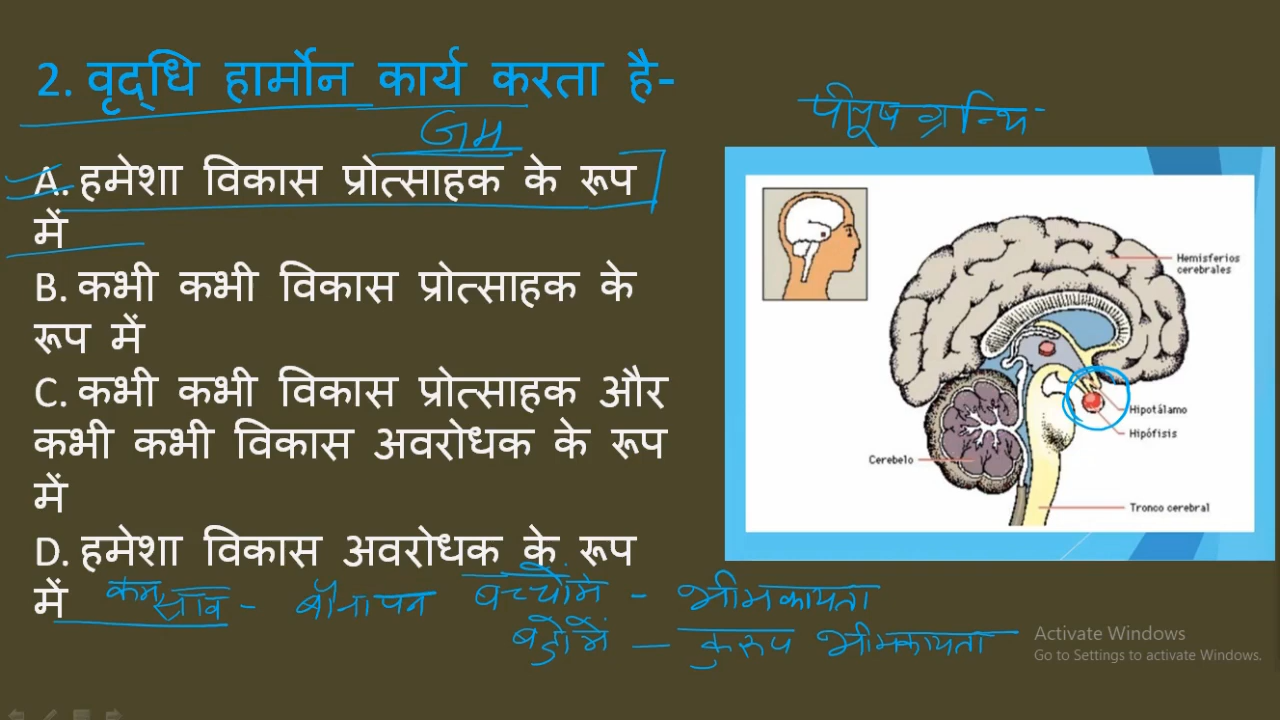 2. वृद्धि हार्मोन कार्य करता है-
पीयूष ग्रन्थि
A. हमेशा विकास प्रोत्साहक के रूप
में
B. कभी कभी विकास प्रोत्साहक के
रूप में
C. कभी कभी विकास प्रोत्साहक और
कभी कभी विकास अवरोधक के रूप
में
D. हमेशा विकास अवरोधक के रूप
में
कम स्राव - बौनापन
बच्चों में - भीमकायता
बड़ों में - कुरूप भीमकायता
Hemisferios
cerebrales
Hipotálamo
Hipófisis
Cerebelo
Tronco cerebral
Activate Windows
Go to Settings to activate Windows.